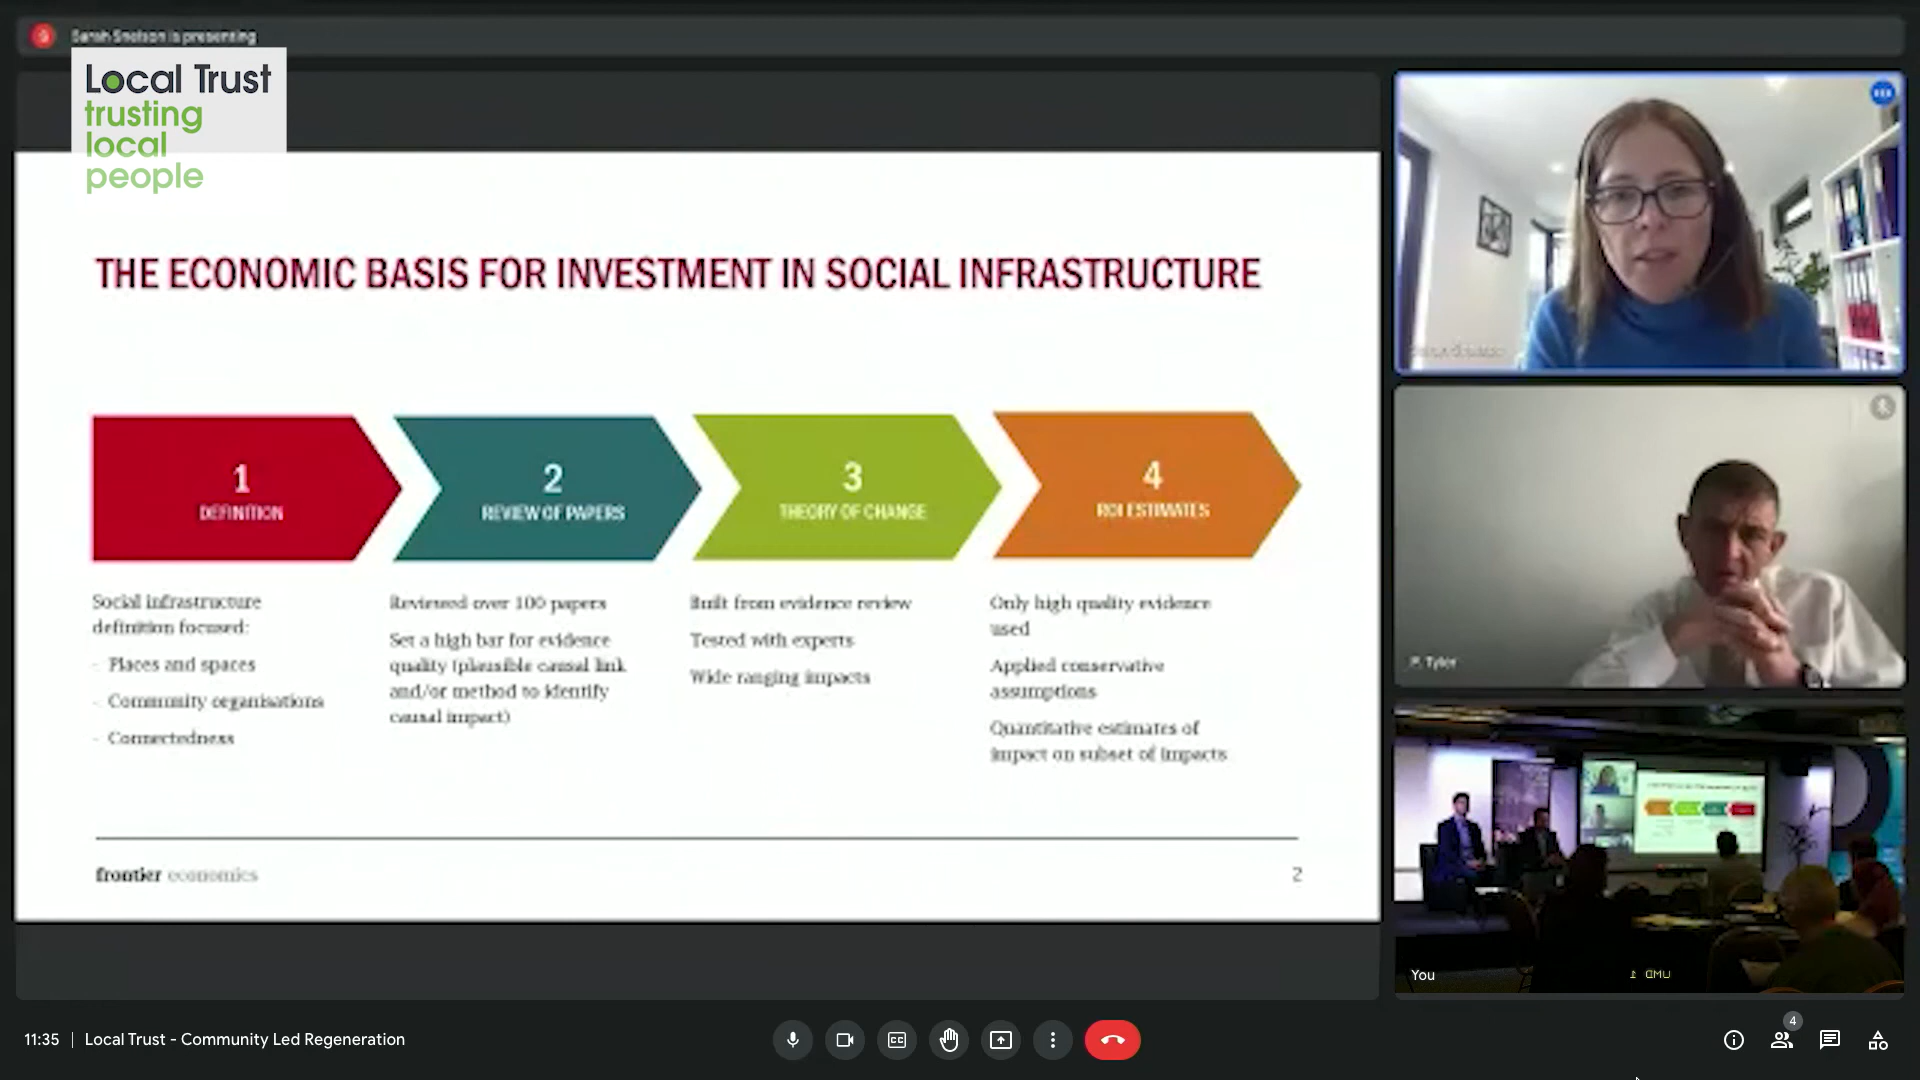 Sarah Snelson is presenting
Local Trust
trusting
local
people
THE ECONOMIC BASIS FOR INVESTMENT IN SOCIAL INFRASTRUCTURE
1
DEFINITION
2
REVIEW OF PAPERS
3
THEORY OF CHANGE
4
ROI ESTIMATES
Social infrastructure
definition focused:
- Places and spaces
- Community organisations
- Connectedness
Reviewed over 100 papers
Set a high bar for evidence
quality (plausible causal link
and/or method to identify
causal impact)
Built from evidence review
Tested with experts
Wide ranging impacts
Only high quality evidence
used
Applied conservative
assumptions
Quantitative estimates of
impact on subset of impacts
frontier economics
2
P. Tyler
You
11:35 | Local Trust - Community Led Regeneration
4